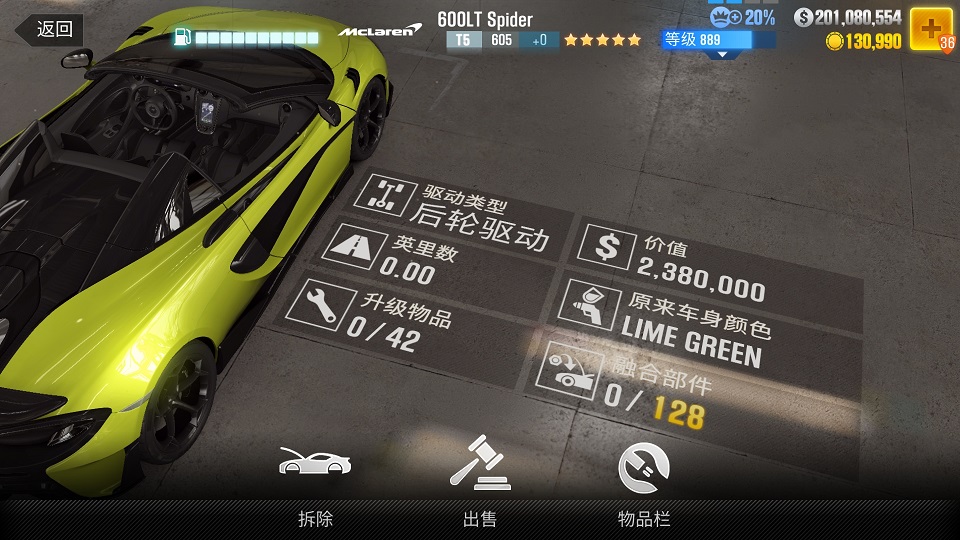 返回
McLaren
600LT Spider
T5 605 +0
20%
等级 889
201,080,554
130,990
36
驱动类型
后轮驱动
英里数
0.00
升级物品
0/42
价值
2,380,000
原来车身颜色
LIME GREEN
融合部件
0/128
拆除
出售
物品栏